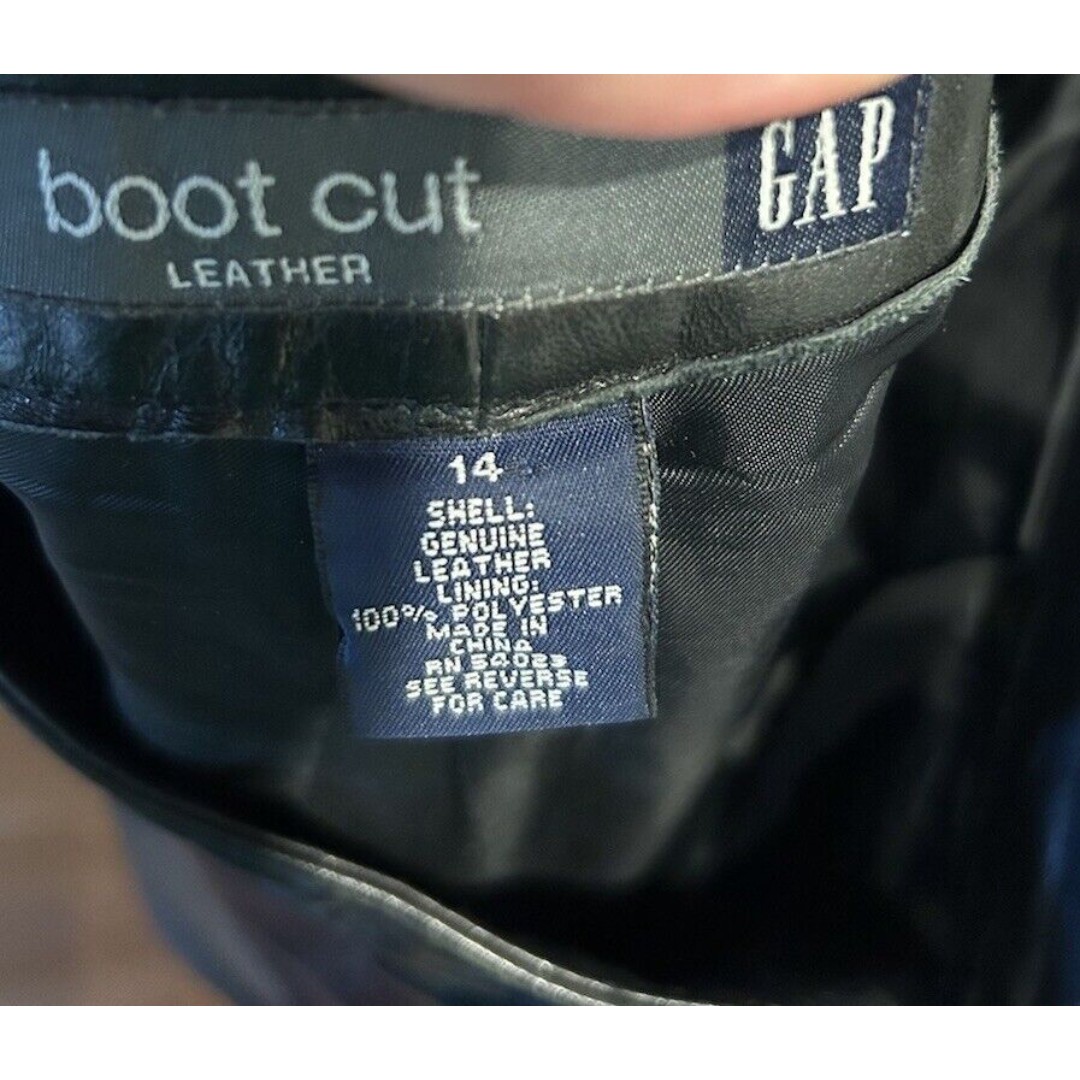 boot cut
LEATHER
GAP
14
SHELL:
GENUINE
LEATHER
LINING:
100% POLYESTER
MADE IN
CHINA
RN 54023
SEE REVERSE
FOR CARE